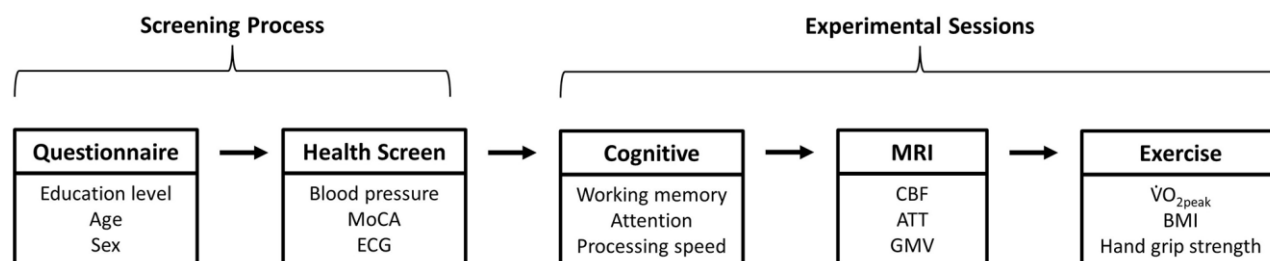 Screening Process
Experimental Sessions
Questionnaire
Education level
Age
Sex
Health Screen
Blood pressure
MoCA
ECG
Cognitive
Working memory
Attention
Processing speed
MRI
CBF
ATT
GMV
Exercise
V̇O₂peak
BMI
Hand grip strength